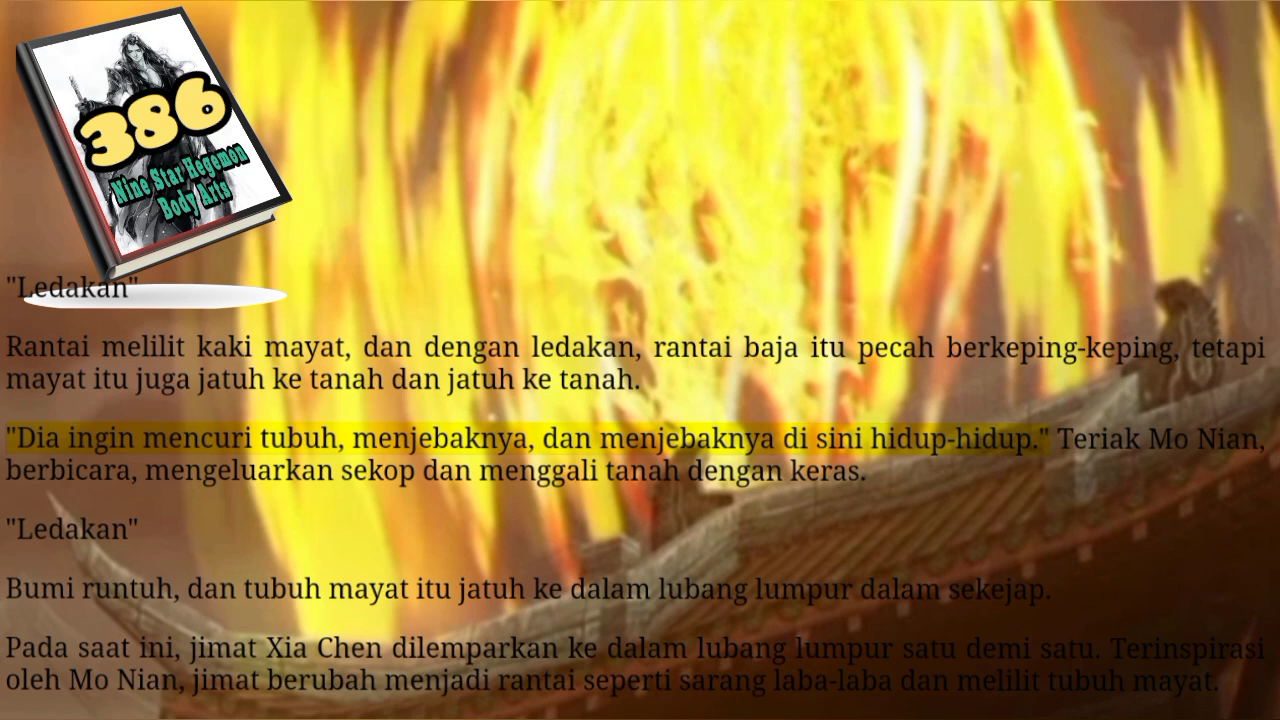 386
Nine Star Hegemon
Body Arts
"Ledakan"
Rantai melilit kaki mayat, dan dengan ledakan, rantai baja itu pecah berkeping-keping, tetapi
mayat itu juga jatuh ke tanah dan jatuh ke tanah.
"Dia ingin mencuri tubuh, menjebaknya, dan menjebaknya di sini hidup-hidup." Teriak Mo Nian,
berbicara, mengeluarkan sekop dan menggali tanah dengan keras.
"Ledakan"
Bumi runtuh, dan tubuh mayat itu jatuh ke dalam lubang lumpur dalam sekejap.
Pada saat ini, jimat Xia Chen dilemparkan ke dalam lubang lumpur satu demi satu. Terinspirasi
oleh Mo Nian, jimat berubah menjadi rantai seperti sarang laba-laba dan melilit tubuh mayat.